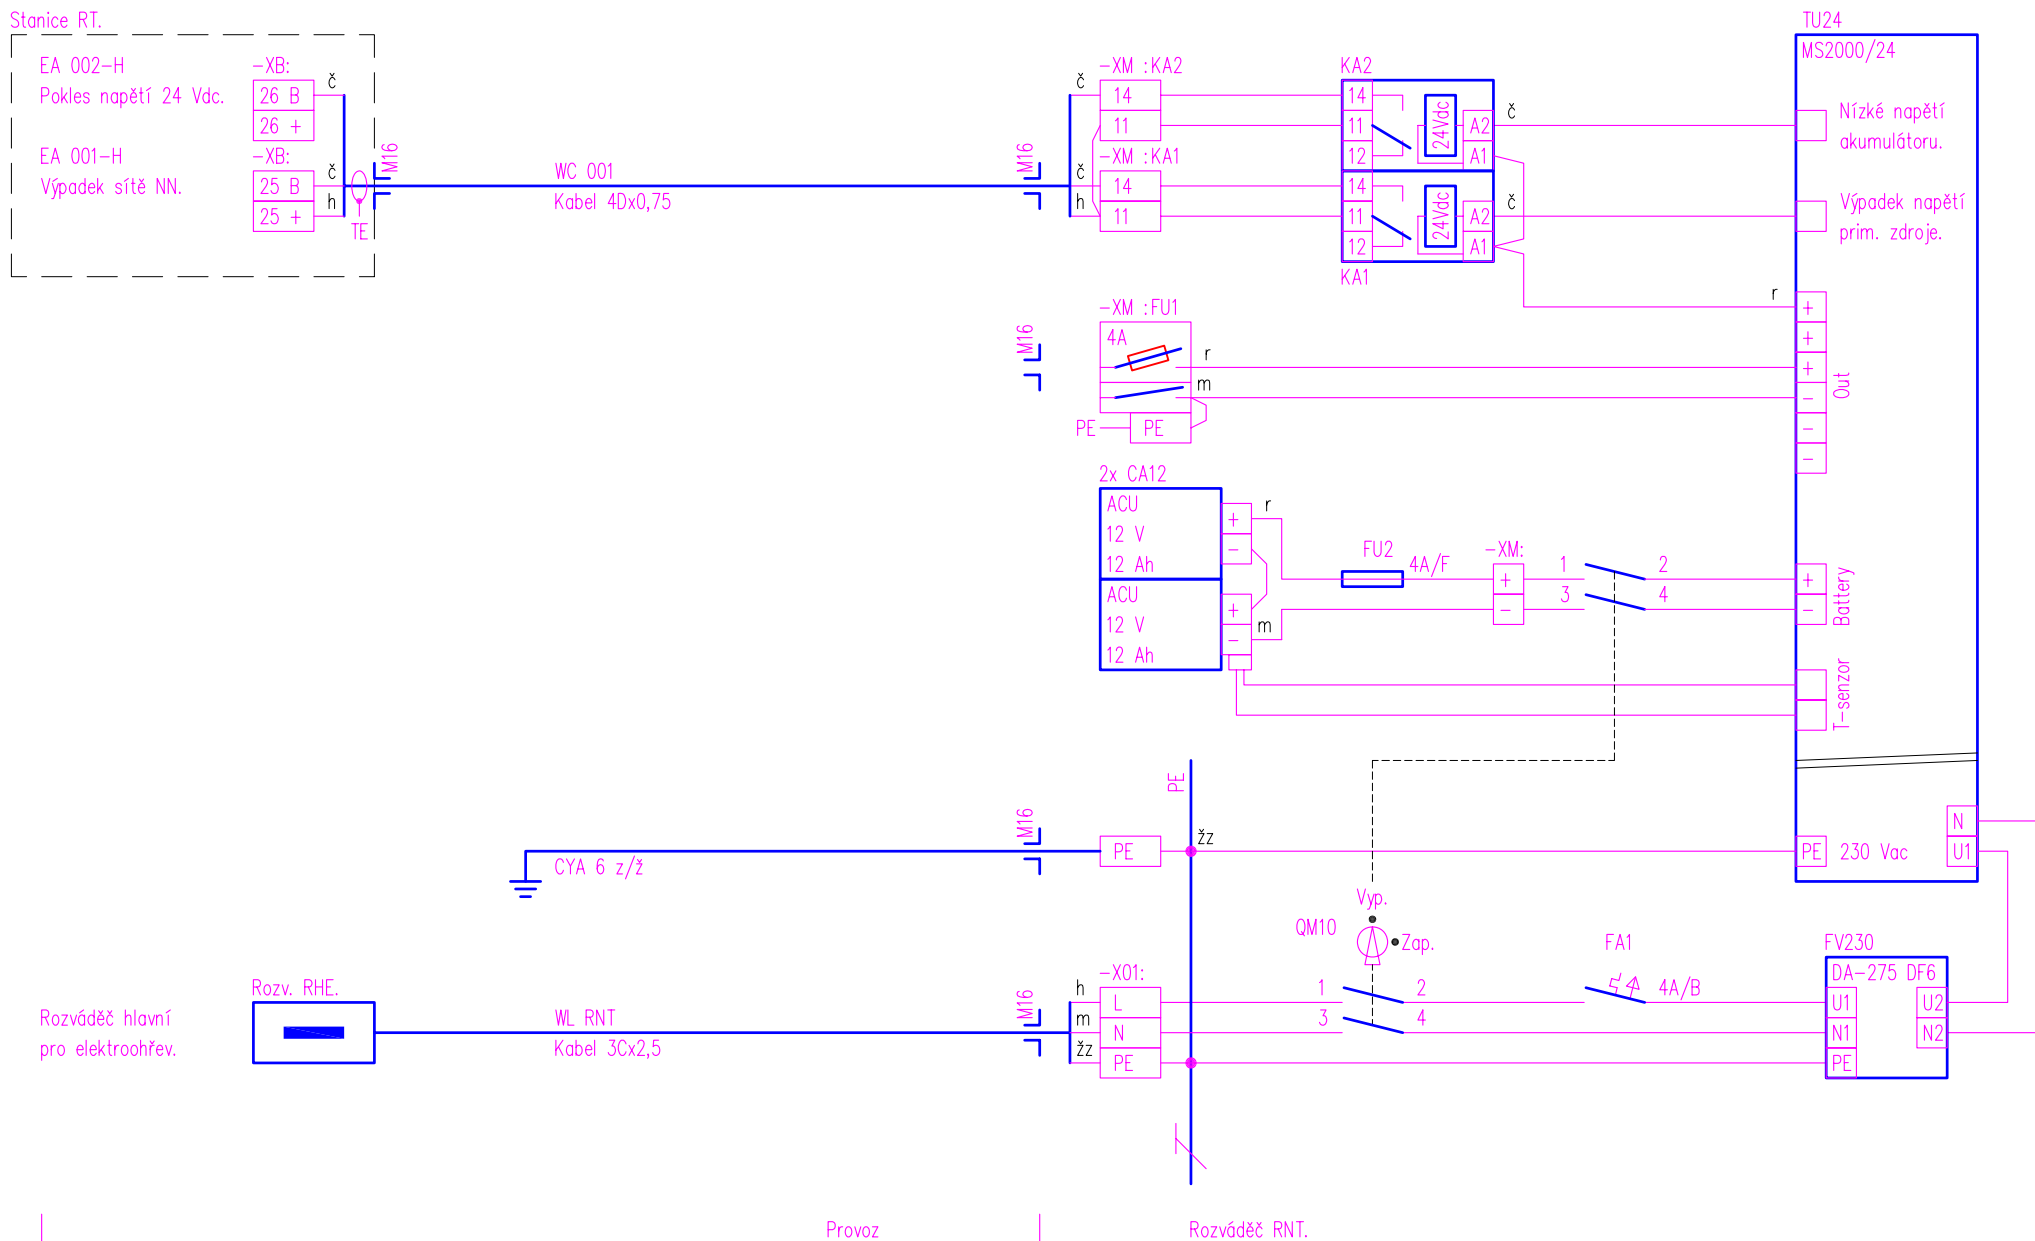 Stanice RT.
EA 002-H
Pokles napětí 24 Vdc.
-XB:
26 B
26 +
č
EA 001-H
Výpadek sítě NN.
-XB:
25 B
25 +
č
h
TE
M16
WC 001
Kabel 4Dx0,75
M16
č
č
h
-XM :KA2
14
11
-XM :KA1
14
11
KA2
14
11
12
24Vdc
A2
A1
č
14
11
12
24Vdc
A2
A1
č
KA1
TU24
MS2000/24
Nízké napětí
akumulátoru.
Výpadek napětí
prim. zdroje.
r
+
+
+
-
-
-
Out
M16
-XM :FU1
4A
r
m
PE
PE
2x CA12
ACU
12 V
12 Ah
+
-
r
ACU
12 V
12 Ah
+
-
m
FU2
4A/F
-XM:
+
-
1
2
3
4
+
-
Battery
T-senzor
PE
M16
CYA 6 z/ž
PE
žz
PE
230 Vac
N
U1
Vyp.
QM10
Zap.
FA1
4A/B
FV230
DA-275 DF6
U1
N1
PE
U2
N2
Rozváděč hlavní
pro elektroohřev.
Rozv. RHE.
WL RNT
Kabel 3Cx2,5
M16
h
m
žz
-X01:
L
N
PE
1
2
3
4
Provoz
Rozváděč RNT.